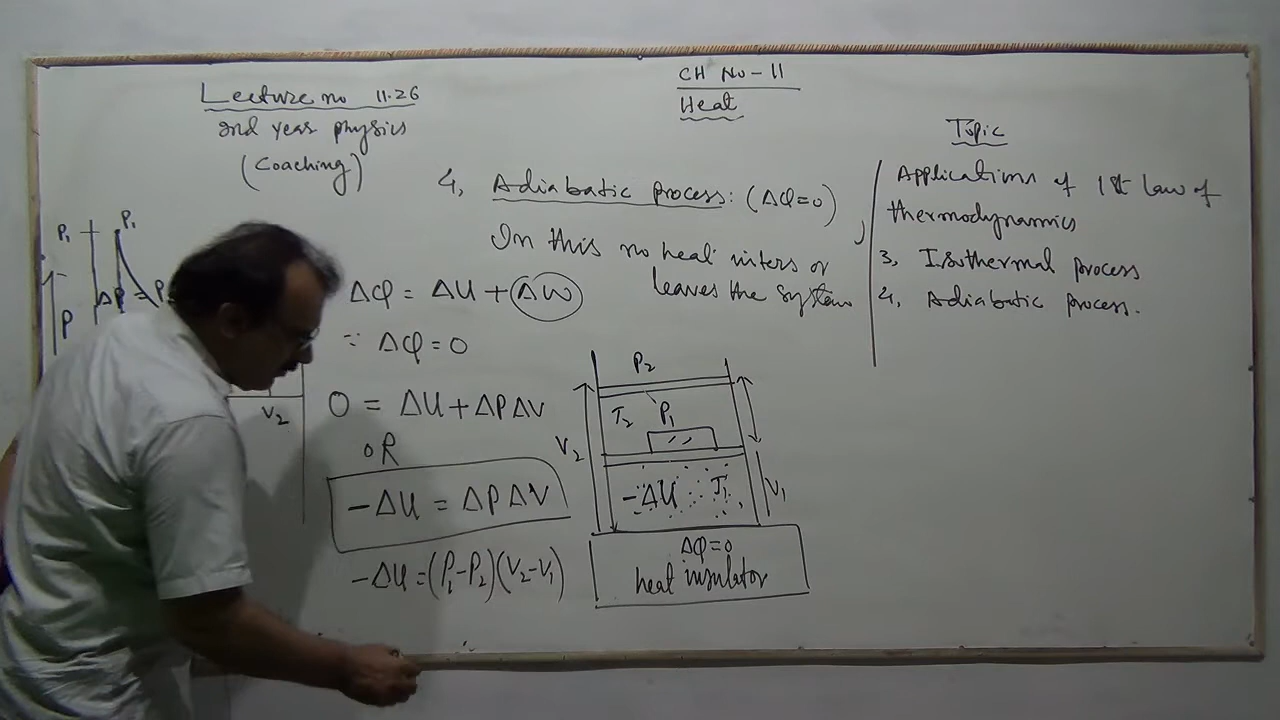 Lecture no 11.26
2nd year physics
(Coaching)
CH No-11
Heat
Topic
Applications of 1st Law of
thermodynamics
3, Isothermal process
4, Adiabatic process.
4, Adiabatic process: (ΔQ=0)
In this no heat inters or
leaves the system
P₁
P₁
ΔP
P
V₂
ΔQ = ΔU + ΔW
∵ ΔQ = 0
0 = ΔU + ΔPΔV
OR
-ΔU = ΔPΔV
-ΔU = (P₁-P₂)(V₂-V₁)
P₂
T₂ P₁
V₂
-ΔU T₁
V₁
ΔQ=0
heat insulator